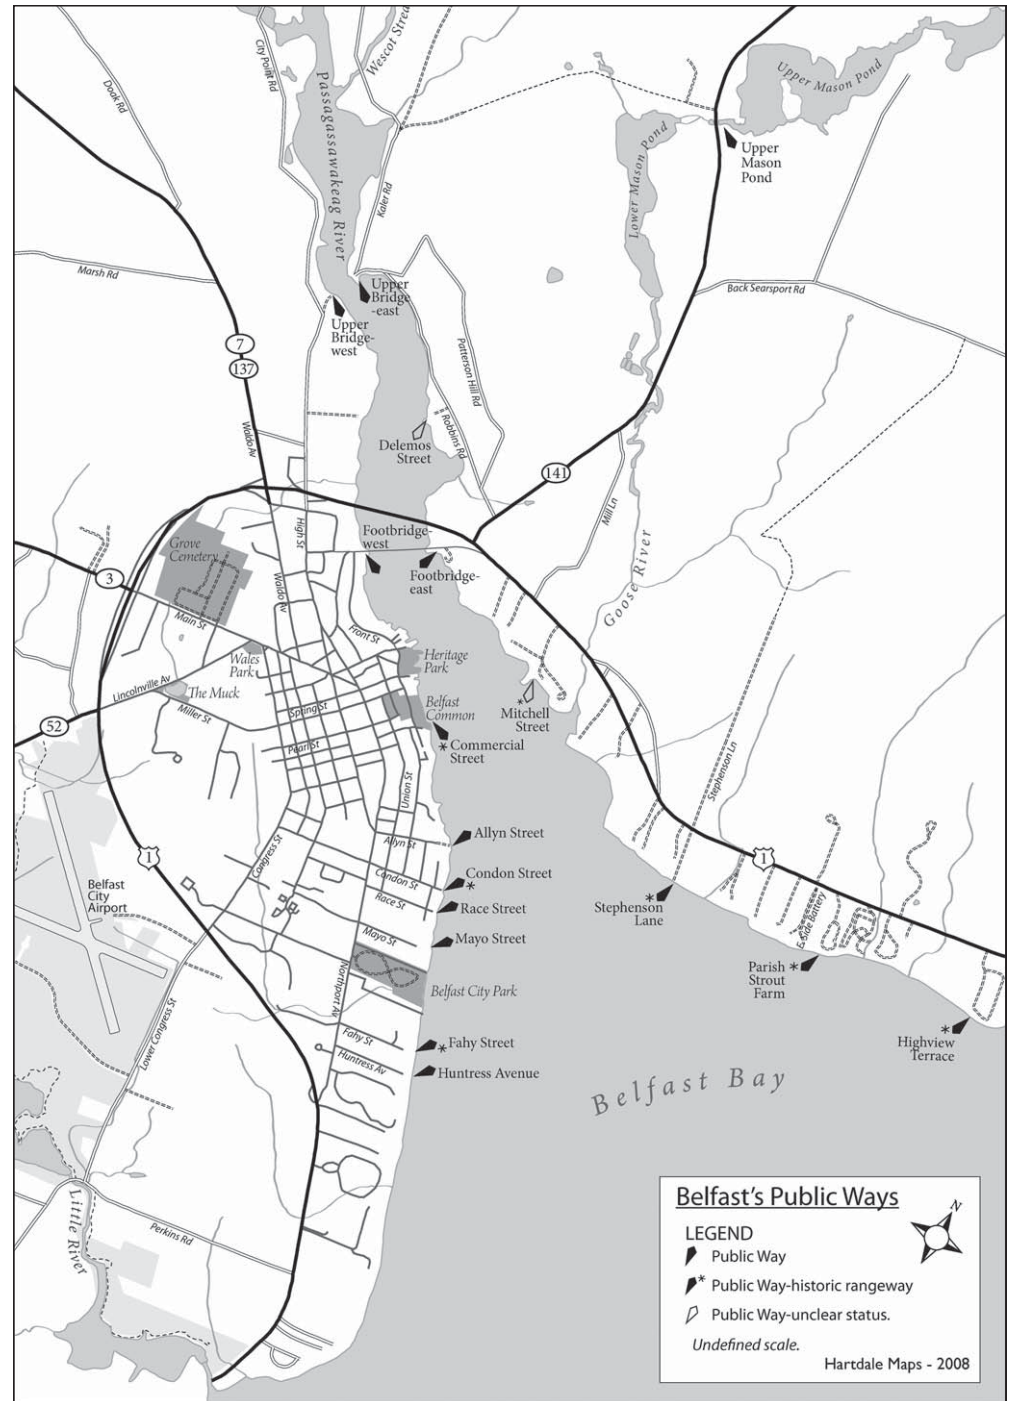 City Point Rd
Wescot Strea
Doak Rd
Passagassawakeag River
Upper Mason Pond
Lower Mason Pond
Upper
Mason
Pond
Kaler Rd
Marsh Rd
Back Searsport Rd
Upper
Bridge
-east
Upper
Bridge-
west
7
137
Patterson Hill Rd
Robbins Rd
Delemos
Street
Waldo Av
141
Mill Ln
High St
Footbridge-
west
Footbridge-
east
Grove
Cemetery
3
Waldo Av
Main St
Goose River
Front St
Heritage
Park
Wales
Park
Lincolnville Av
The Muck
Miller St
Spring St
Belfast
Common
* Mitchell
Street
52
Pearl St
* Commercial
Street
Union St
Stephenson Ln
Allyn Street
Allyn St
1
1
Congress St
Condon Street
*
Condon St
Race St
Race Street
Belfast
City
Airport
* Stephenson
Lane
E. Side Battery
Mayo St
Mayo Street
Parish *
Strout
Farm
Northport Av
Belfast City Park
Lower Congress St
Fahy St
* Fahy Street
* Highview
Terrace
Huntress Av
Huntress Avenue
Belfast Bay
Little River
Perkins Rd
Belfast's Public Ways
N
LEGEND
Public Way
* Public Way-historic rangeway
Public Way-unclear status.
Undefined scale.
Hartdale Maps - 2008